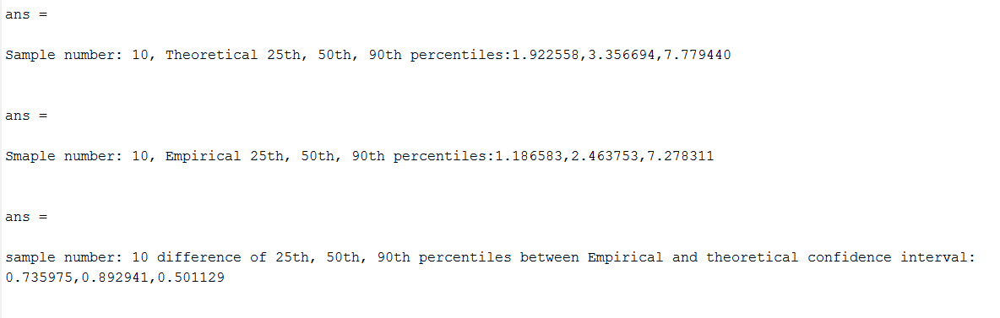 ans =
Sample number: 10, Theoretical 25th, 50th, 90th percentiles:1.922558,3.356694,7.779440
ans =
Smaple number: 10, Empirical 25th, 50th, 90th percentiles:1.186583,2.463753,7.278311
ans =
sample number: 10 difference of 25th, 50th, 90th percentiles between Empirical and theoretical confidence interval:
0.735975,0.892941,0.501129